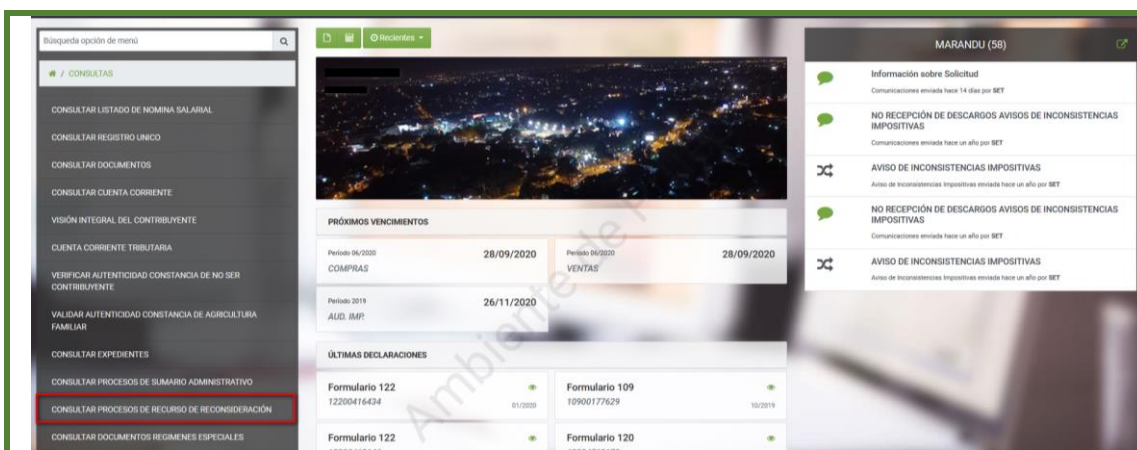 Búsqueda opción de menú
/ CONSULTAS
CONSULTAR LISTADO DE NOMINA SALARIAL
CONSULTAR REGISTRO UNICO
CONSULTAR DOCUMENTOS
CONSULTAR CUENTA CORRIENTE
VISIÓN INTEGRAL DEL CONTRIBUYENTE
CUENTA CORRIENTE TRIBUTARIA
VERIFICAR AUTENTICIDAD CONSTANCIA DE NO SER
CONTRIBUYENTE
VALIDAR AUTENTICIDAD CONSTANCIA DE AGRICULTURA
FAMILIAR
CONSULTAR EXPEDIENTES
CONSULTAR PROCESOS DE SUMARIO ADMINISTRATIVO
CONSULTAR PROCESOS DE RECURSO DE RECONSIDERACIÓN
CONSULTAR DOCUMENTOS REGIMENES ESPECIALES
Recientes
PRÓXIMOS VENCIMIENTOS
Período 06/2020 28/09/2020
COMPRAS
Período 06/2020 28/09/2020
VENTAS
Período 2019 26/11/2020
AUD. IMP.
ÚLTIMAS DECLARACIONES
Formulario 122
12200416434 01/2020
Formulario 109
10900177629 10/2019
Formulario 122
Formulario 120
Ambiente de
MARANDU (58)
Información sobre Solicitud
Comunicaciones enviada hace 14 días por SET
NO RECEPCIÓN DE DESCARGOS AVISOS DE INCONSISTENCIAS
IMPOSITIVAS
Comunicaciones enviada hace un año por SET
AVISO DE INCONSISTENCIAS IMPOSITIVAS
Aviso de Inconsistencias Impositivas enviada hace un año por SET
NO RECEPCIÓN DE DESCARGOS AVISOS DE INCONSISTENCIAS
IMPOSITIVAS
Comunicaciones enviada hace un año por SET
AVISO DE INCONSISTENCIAS IMPOSITIVAS
Aviso de Inconsistencias Impositivas enviada hace un año por SET